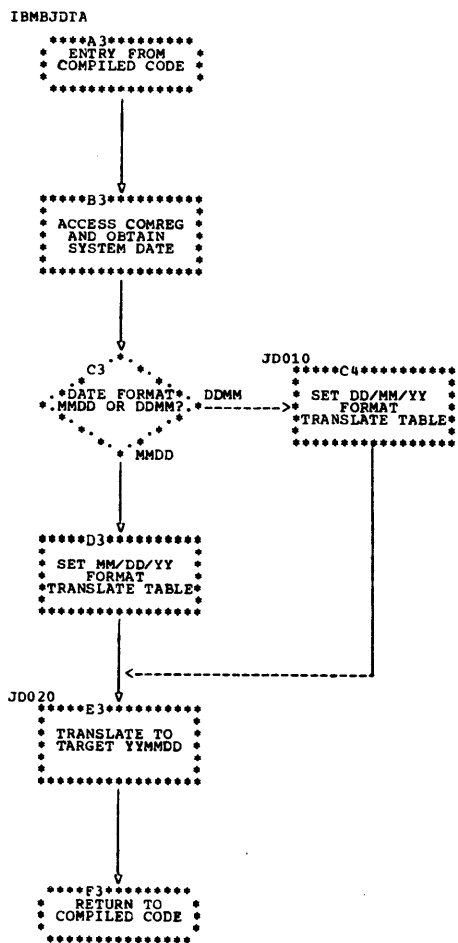 IBMBJDTA
A3
ENTRY FROM
COMPILED CODE
B3
ACCESS COMREG
AND OBTAIN
SYSTEM DATE
C3
DATE FORMAT
MMDD OR DDMM?
DDMM
MMDD
JD010
C4
SET DD/MM/YY
FORMAT
TRANSLATE TABLE
D3
SET MM/DD/YY
FORMAT
TRANSLATE TABLE
JD020
E3
TRANSLATE TO
TARGET YYMMDD
F3
RETURN TO
COMPILED CODE